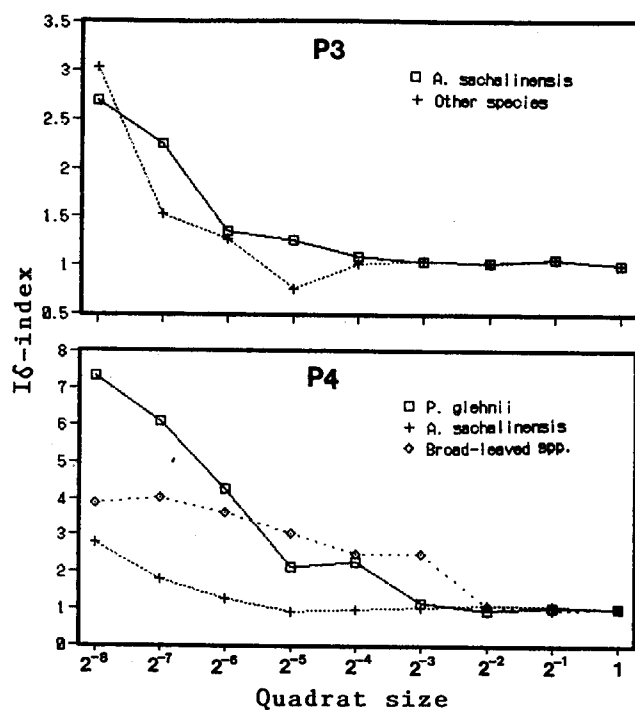 P3
A. sachalinensis
Other species
3.5
3
2.5
2
1.5
1
0.5
Iδ-index
P4
P. glehnii
A. sachalinensis
Broad-leaved spp.
8
7
6
5
4
3
2
1
0
2⁻⁸ 2⁻⁷ 2⁻⁶ 2⁻⁵ 2⁻⁴ 2⁻³ 2⁻² 2⁻¹ 1
Quadrat size